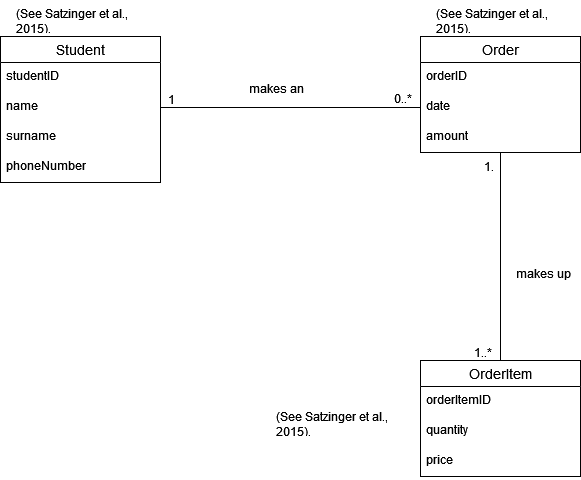 (See Satzinger et al.,
2015).
Student
studentID
name
surname
phoneNumber
1
makes an
0..*
(See Satzinger et al.,
2015).
Order
orderID
date
amount
1.
makes up
1..*
OrderItem
orderItemID
quantity
price
(See Satzinger et al.,
2015).